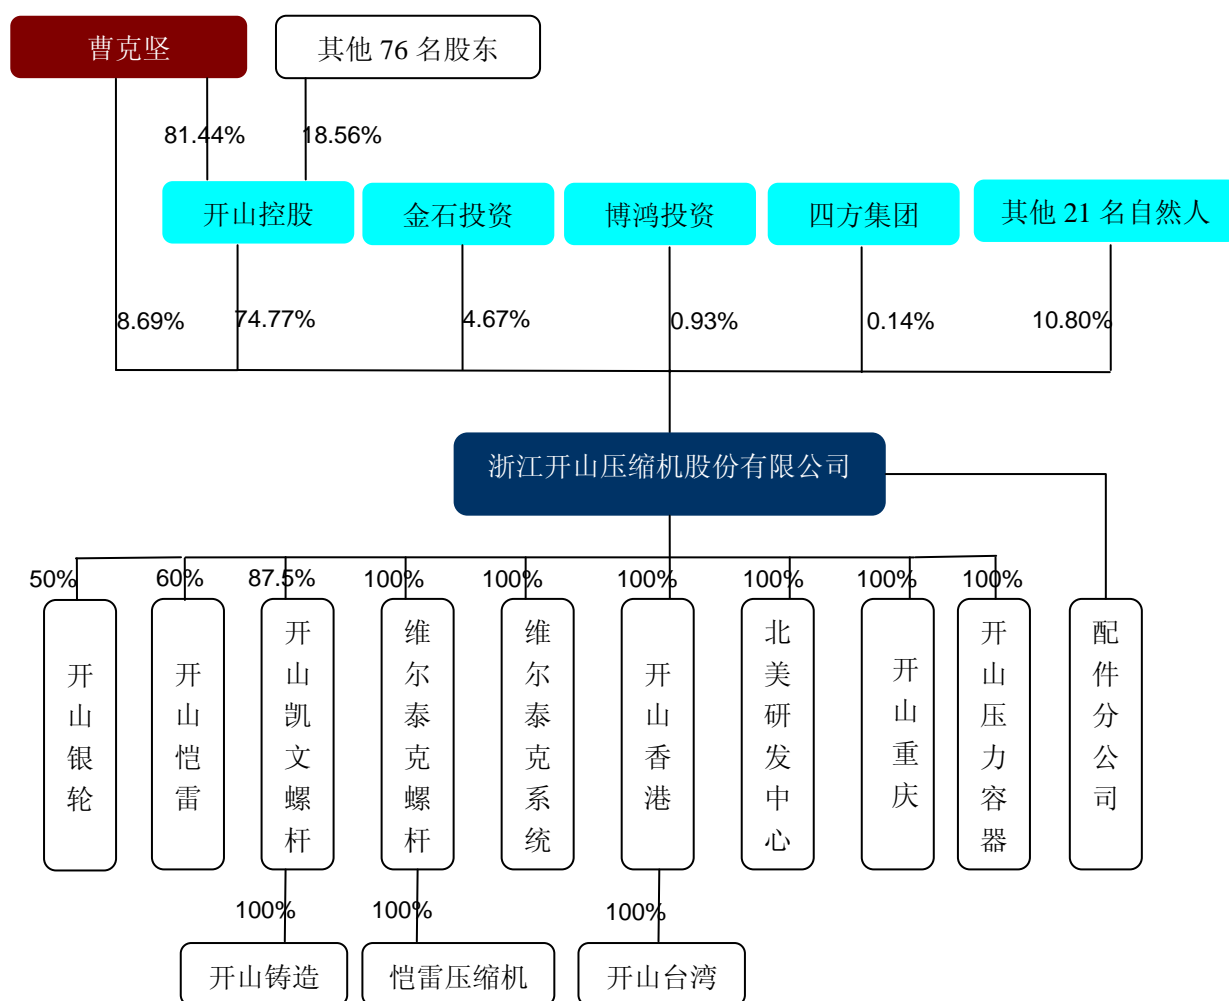 曹克坚
其他 76 名股东
81.44%
18.56%
开山控股
金石投资
博鸿投资
四方集团
其他 21 名自然人
8.69%
74.77%
4.67%
0.93%
0.14%
10.80%
浙江开山压缩机股份有限公司
50%
60%
87.5%
100%
100%
100%
100%
100%
100%
开山银轮
开山恺雷
开山凯文螺杆
维尔泰克螺杆
维尔泰克系统
开山香港
北美研发中心
开山重庆
开山压力容器
配件分公司
100%
100%
100%
开山铸造
恺雷压缩机
开山台湾